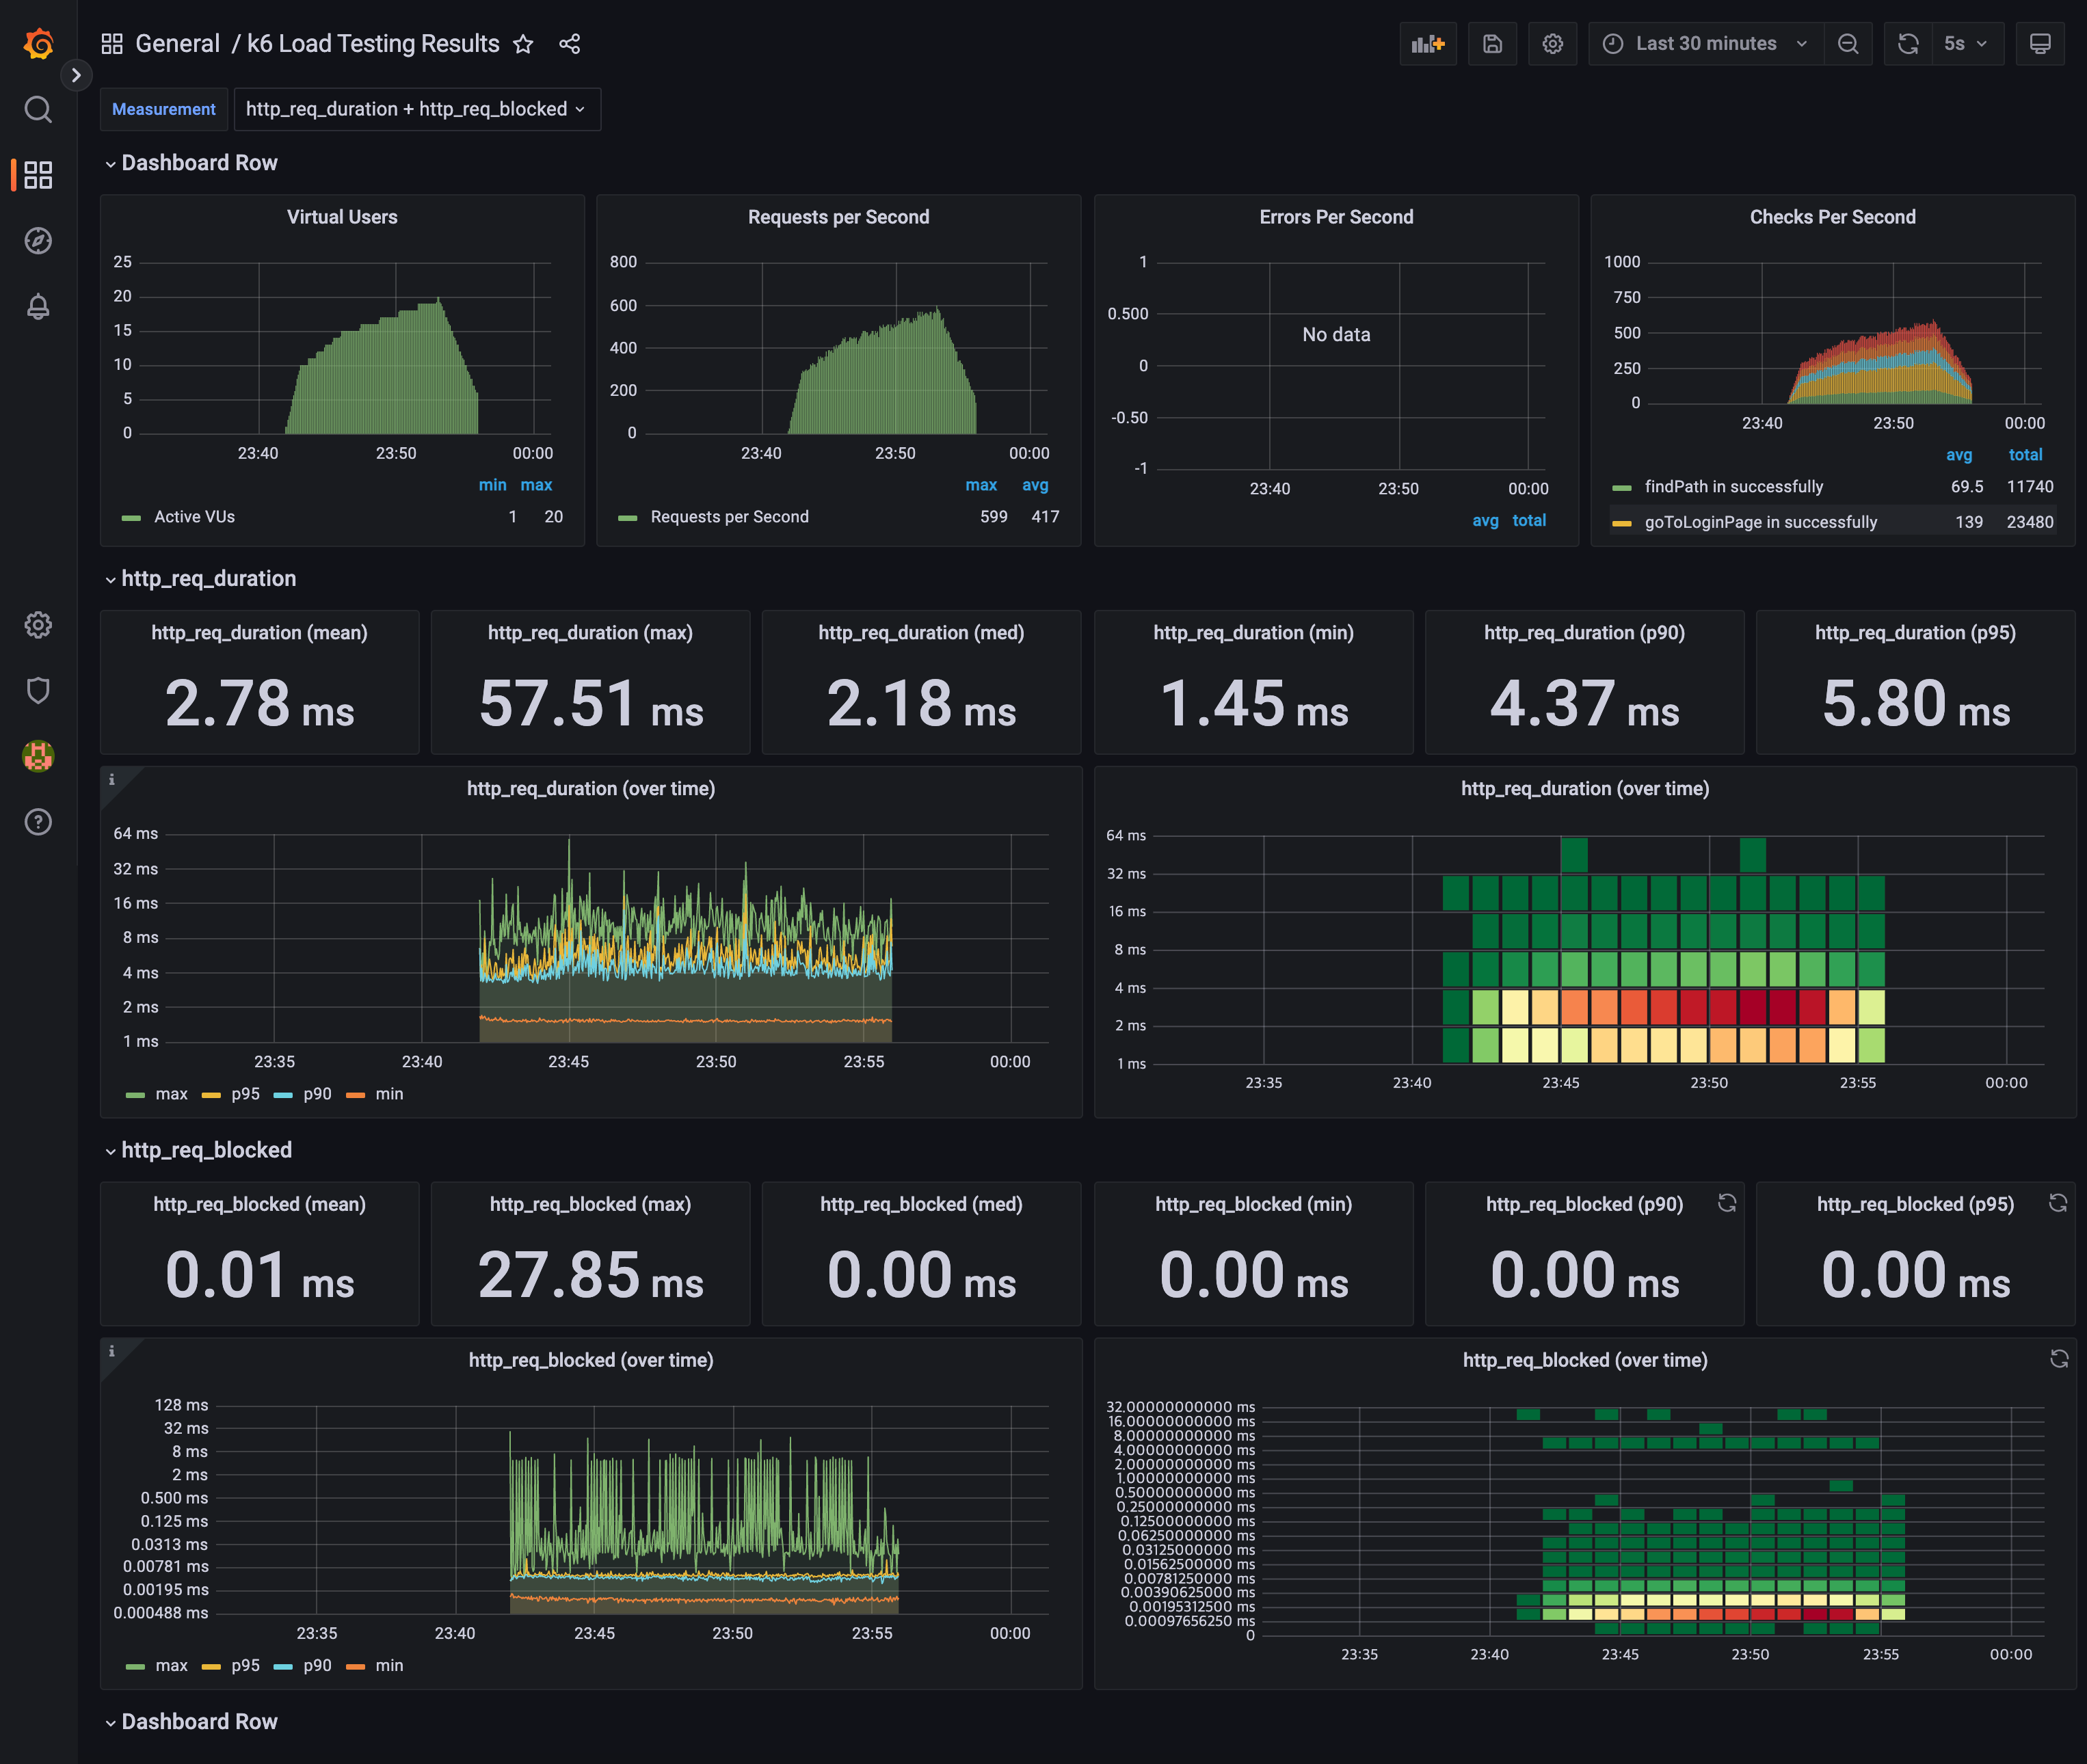 General / k6 Load Testing Results
Last 30 minutes
5s
Measurement
http_req_duration + http_req_blocked
Dashboard Row
Virtual Users
25
20
15
10
5
0
23:40 23:50 00:00
min max
Active VUs 1 20
Requests per Second
800
600
400
200
0
23:40 23:50 00:00
max avg
Requests per Second 599 417
Errors Per Second
1
0.500
0
-0.50
-1
No data
23:40 23:50 00:00
avg total
Checks Per Second
1000
750
500
250
0
23:40 23:50 00:00
avg total
findPath in successfully 69.5 11740
goToLoginPage in successfully 139 23480
http_req_duration
http_req_duration (mean)
2.78 ms
http_req_duration (max)
57.51 ms
http_req_duration (med)
2.18 ms
http_req_duration (min)
1.45 ms
http_req_duration (p90)
4.37 ms
http_req_duration (p95)
5.80 ms
http_req_duration (over time)
64 ms
32 ms
16 ms
8 ms
4 ms
2 ms
1 ms
23:35 23:40 23:45 23:50 23:55 00:00
max p95 p90 min
http_req_duration (over time)
64 ms
32 ms
16 ms
8 ms
4 ms
2 ms
1 ms
23:35 23:40 23:45 23:50 23:55 00:00
http_req_blocked
http_req_blocked (mean)
0.01 ms
http_req_blocked (max)
27.85 ms
http_req_blocked (med)
0.00 ms
http_req_blocked (min)
0.00 ms
http_req_blocked (p90)
0.00 ms
http_req_blocked (p95)
0.00 ms
http_req_blocked (over time)
128 ms
32 ms
8 ms
2 ms
0.500 ms
0.125 ms
0.0313 ms
0.00781 ms
0.00195 ms
0.000488 ms
23:35 23:40 23:45 23:50 23:55 00:00
max p95 p90 min
http_req_blocked (over time)
32.00000000000 ms
16.00000000000 ms
8.00000000000 ms
4.00000000000 ms
2.00000000000 ms
1.00000000000 ms
0.50000000000 ms
0.25000000000 ms
0.12500000000 ms
0.06250000000 ms
0.03125000000 ms
0.01562500000 ms
0.00781250000 ms
0.00390625000 ms
0.00195312500 ms
0.00097656250 ms
0
23:35 23:40 23:45 23:50 23:55 00:00
Dashboard Row